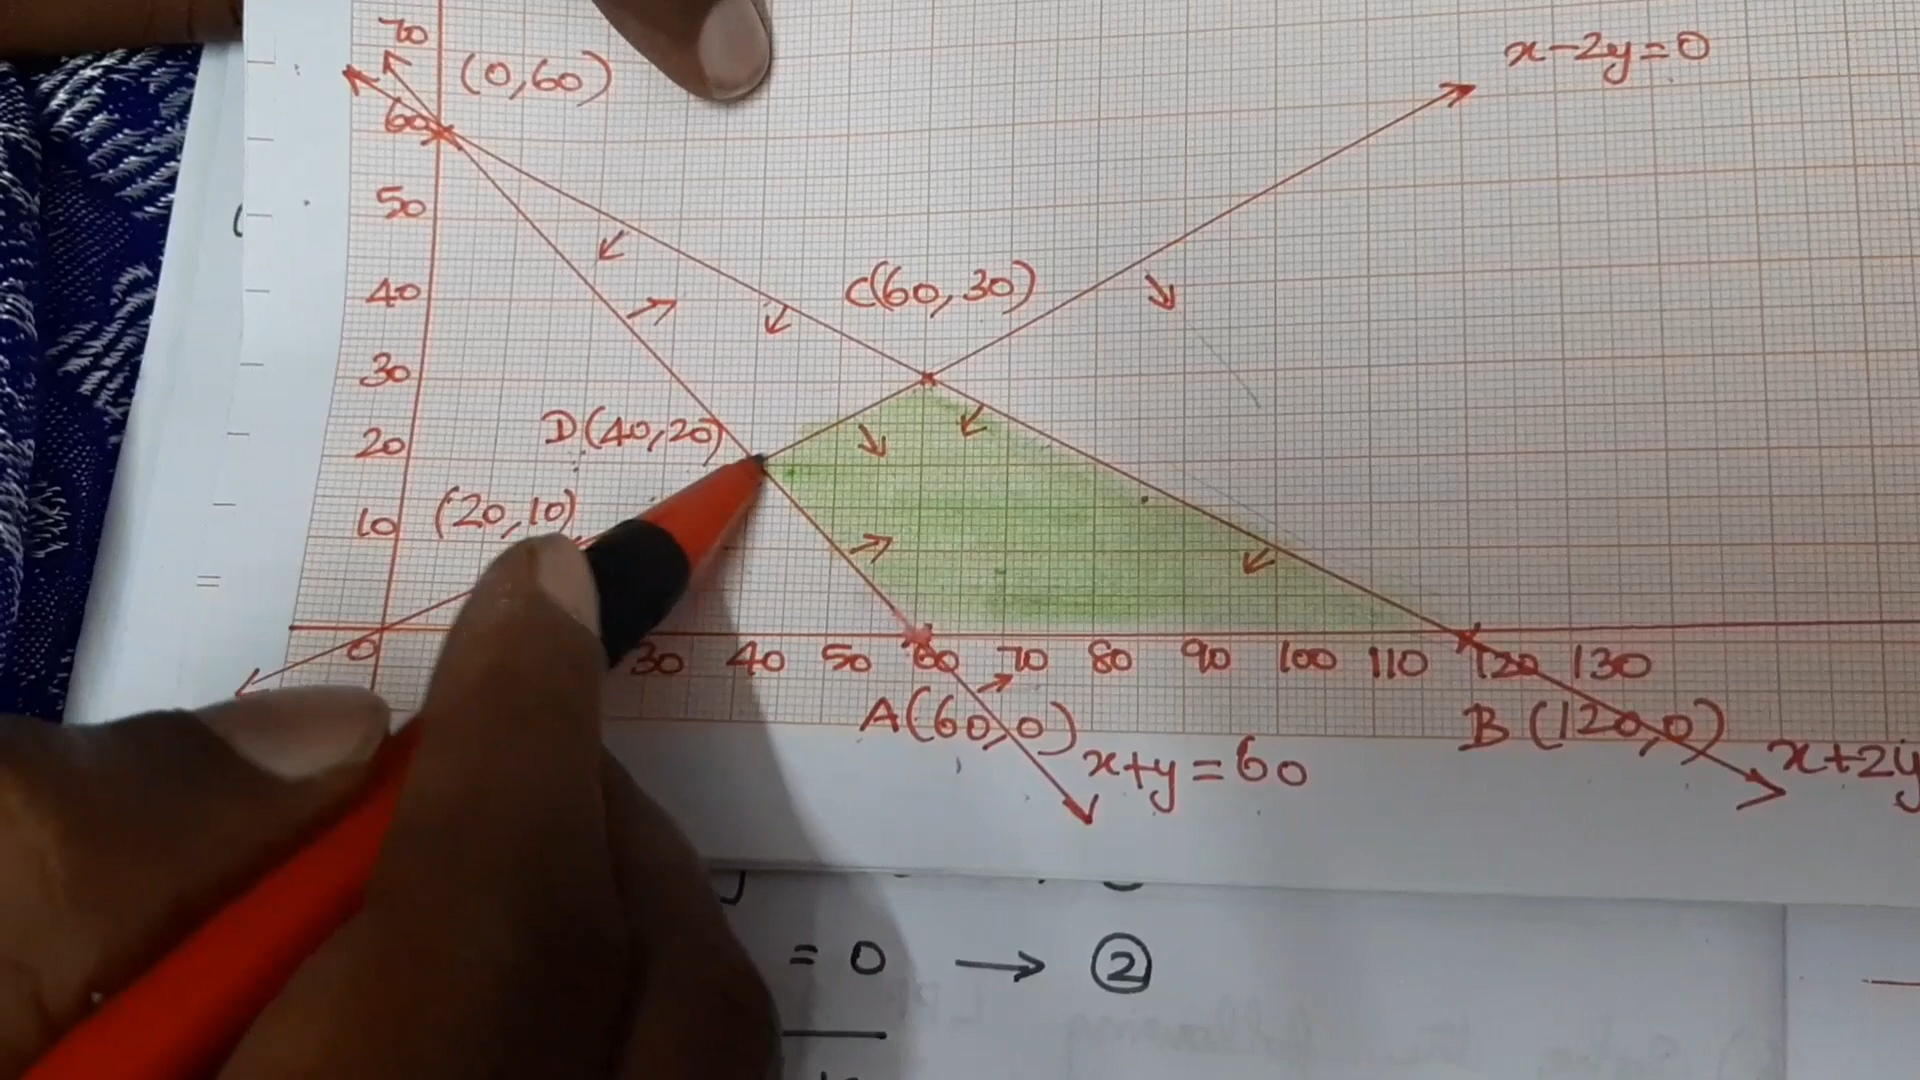 70
(0,60)
x-2y=0
60
50
40
C(60,30)
30
D(40,20)
20
(20,10)
10
0 30 40 50 60 70 80 90 100 110 120 130
A(60,0)
B(120,0)
x+y=60
x+2y
= 0 → ②